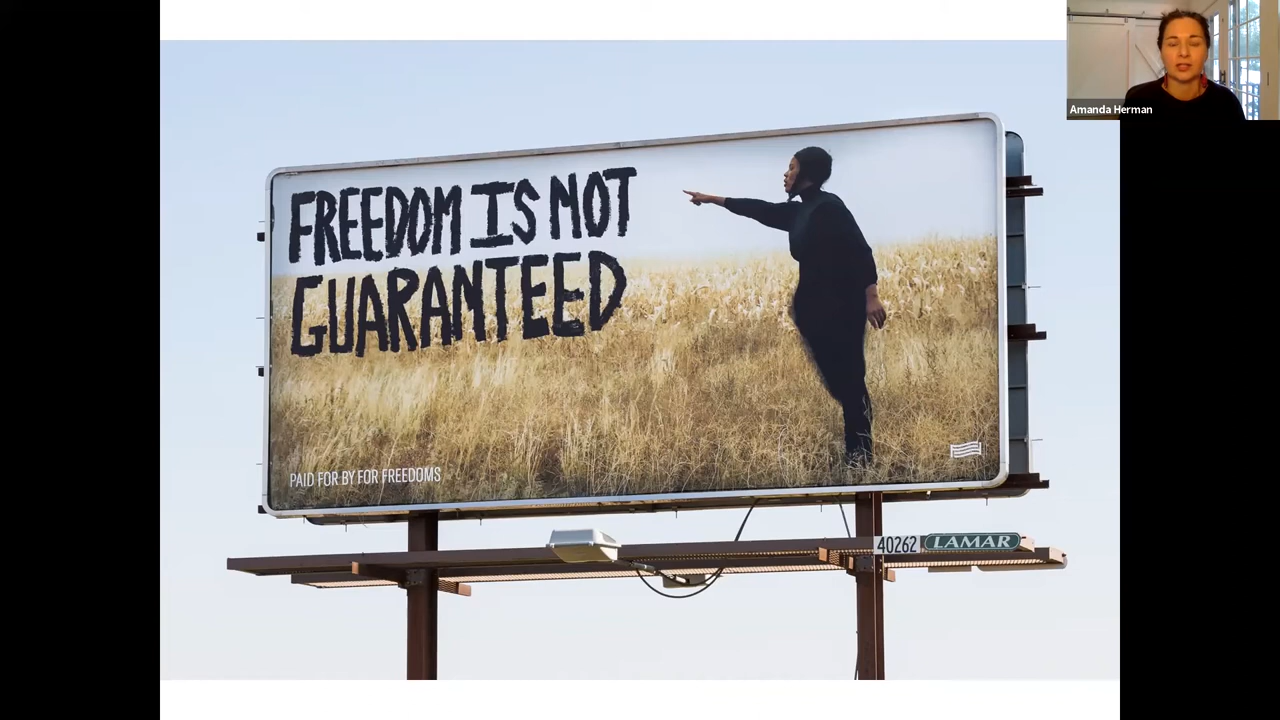 Amanda Herman
FREEDOM IS NOT
GUARANTEED
PAID FOR BY FOR FREEDOMS
40262 LAMAR